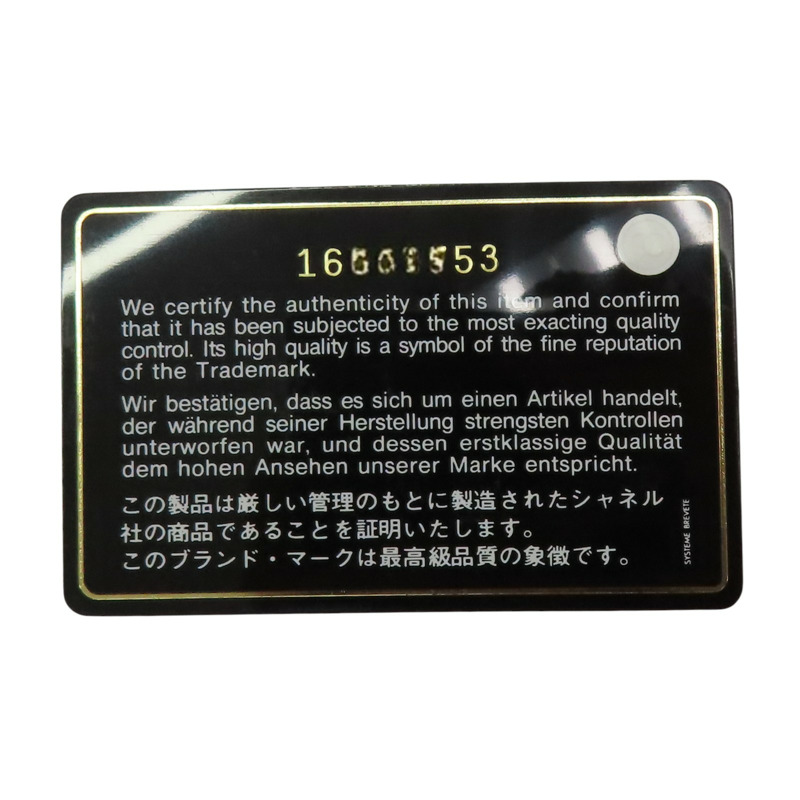 16 53
We certify the authenticity of this item and confirm
that it has been subjected to the most exacting quality
control. Its high quality is a symbol of the fine reputation
of the Trademark.
Wir bestätigen, dass es sich um einen Artikel handelt,
der während seiner Herstellung strengsten Kontrollen
unterworfen war, und dessen erstklassige Qualität
dem hohen Ansehen unserer Marke entspricht.
この製品は厳しい管理のもとに製造されたシャネル
社の商品であることを証明いたします。
このブランド・マークは最高級品質の象徴です。
SYSTEME BREVETE